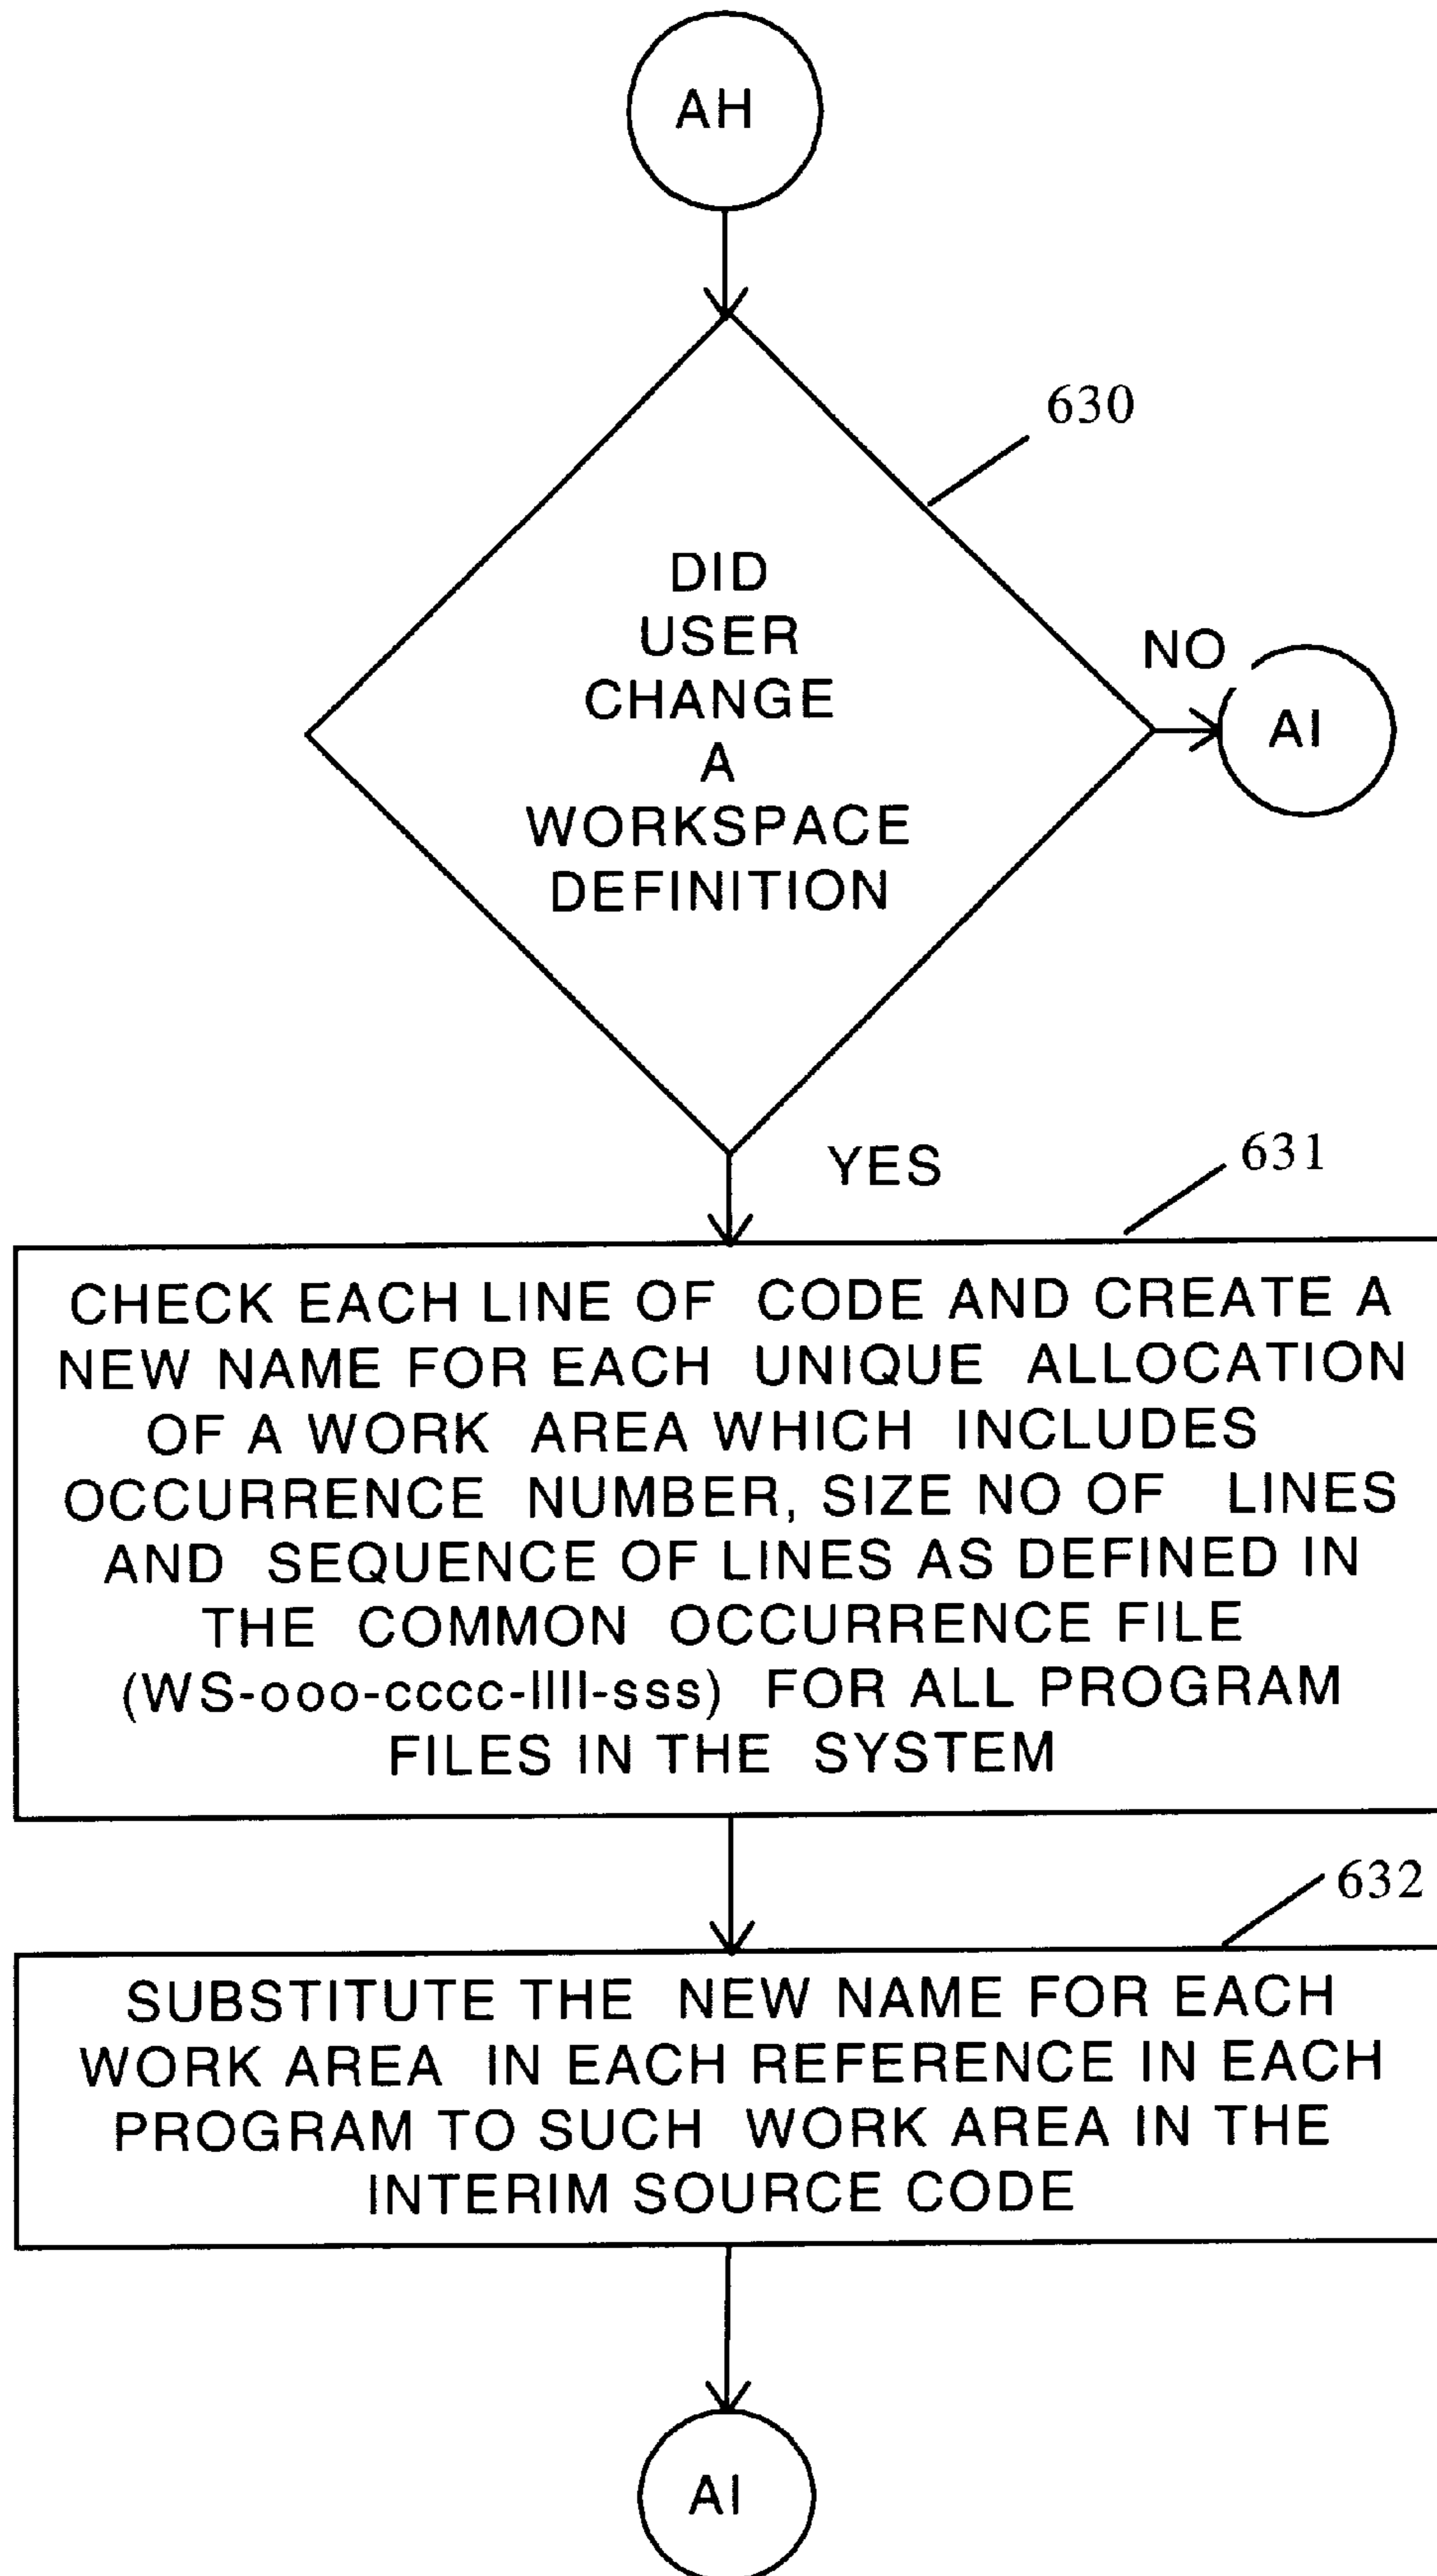 AH
630
DID
USER
CHANGE
A
WORKSPACE
DEFINITION
NO
AI
YES
631
CHECK EACH LINE OF CODE AND CREATE A
NEW NAME FOR EACH UNIQUE ALLOCATION
OF A WORK AREA WHICH INCLUDES
OCCURRENCE NUMBER, SIZE NO OF LINES
AND SEQUENCE OF LINES AS DEFINED IN
THE COMMON OCCURRENCE FILE
(WS-ooo-cccc-llll-sss) FOR ALL PROGRAM
FILES IN THE SYSTEM
632
SUBSTITUTE THE NEW NAME FOR EACH
WORK AREA IN EACH REFERENCE IN EACH
PROGRAM TO SUCH WORK AREA IN THE
INTERIM SOURCE CODE
AI